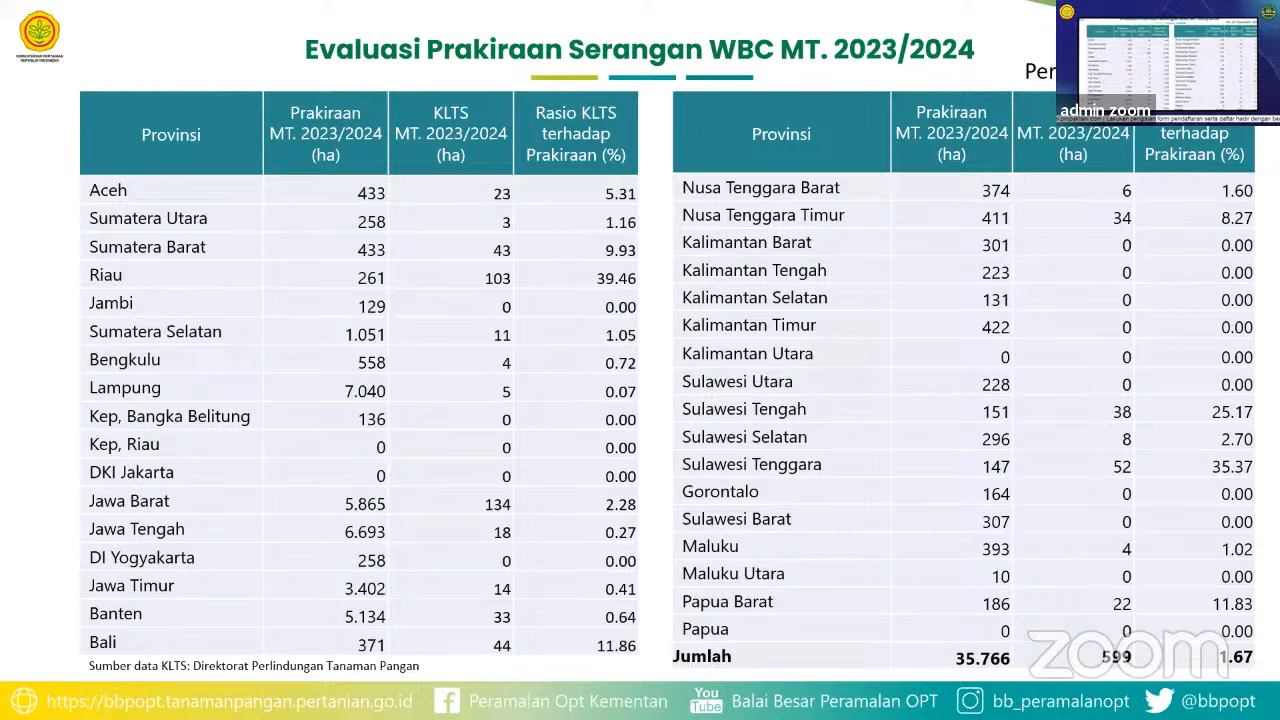 KEMENTERIAN PERTANIAN
REPUBLIK INDONESIA
Evaluasi Prakiraan Serangan WBC MT. 2023/2024
Per
admin zoom
Provinsi Prakiraan MT. 2023/2024 (ha) KLTS MT. 2023/2024 (ha) Rasio KLTS terhadap Prakiraan (%)
Aceh 433 23 5.31
Sumatera Utara 258 3 1.16
Sumatera Barat 433 43 9.93
Riau 261 103 39.46
Jambi 129 0 0.00
Sumatera Selatan 1.051 11 1.05
Bengkulu 558 4 0.72
Lampung 7.040 5 0.07
Kep, Bangka Belitung 136 0 0.00
Kep, Riau 0 0 0.00
DKI Jakarta 0 0 0.00
Jawa Barat 5.865 134 2.28
Jawa Tengah 6.693 18 0.27
DI Yogyakarta 258 0 0.00
Jawa Timur 3.402 14 0.41
Banten 5.134 33 0.64
Bali 371 44 11.86
Sumber data KLTS: Direktorat Perlindungan Tanaman Pangan
Provinsi Prakiraan MT. 2023/2024 (ha) MT. 2023/2024 (ha) terhadap Prakiraan (%)
Nusa Tenggara Barat 374 6 1.60
Nusa Tenggara Timur 411 34 8.27
Kalimantan Barat 301 0 0.00
Kalimantan Tengah 223 0 0.00
Kalimantan Selatan 131 0 0.00
Kalimantan Timur 422 0 0.00
Kalimantan Utara 0 0 0.00
Sulawesi Utara 228 0 0.00
Sulawesi Tengah 151 38 25.17
Sulawesi Selatan 296 8 2.70
Sulawesi Tenggara 147 52 35.37
Gorontalo 164 0 0.00
Sulawesi Barat 307 0 0.00
Maluku 393 4 1.02
Maluku Utara 10 0 0.00
Papua Barat 186 22 11.83
Papua 0 0 0.00
Jumlah 35.766 599 1.67
zoom
https://bbpopt.tanamanpangan.pertanian.go.id
Peramalan Opt Kementan
You Tube Balai Besar Peramalan OPT
bb_peramalanopt
@bbpopt